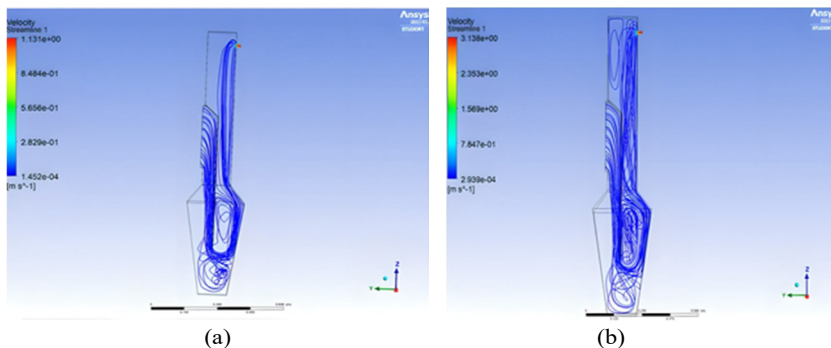 Velocity
Streamline 1
1.131e+00
8.484e-01
5.656e-01
2.829e-01
1.452e-04
[m s^-1]
Ansys
STUDENT
Z
Y
(a)
Velocity
Streamline 1
3.138e+00
2.353e+00
1.569e+00
7.847e-01
2.939e-04
[m s^-1]
Ansys
STUDENT
Z
Y
(b)